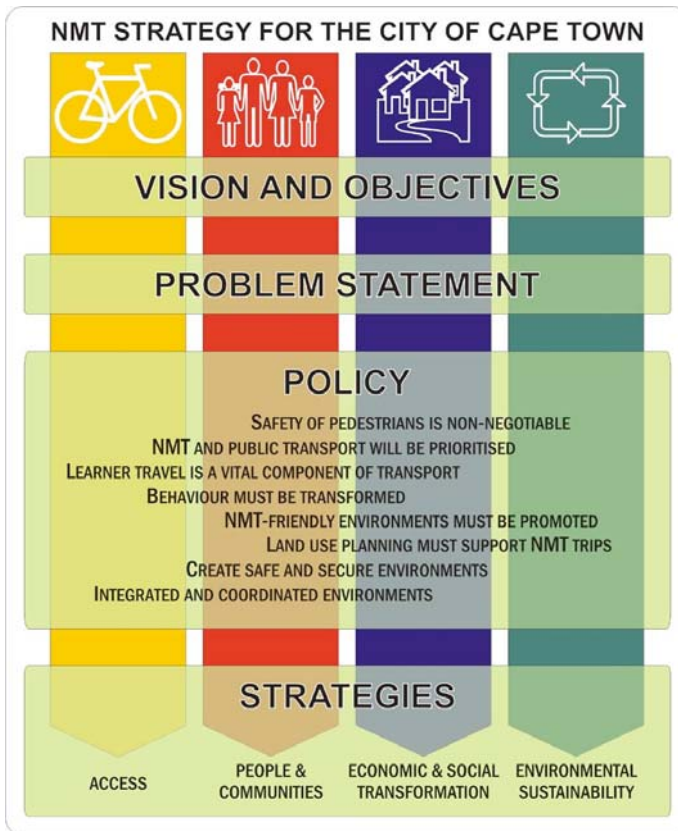 NMT STRATEGY FOR THE CITY OF CAPE TOWN
VISION AND OBJECTIVES
PROBLEM STATEMENT
POLICY
SAFETY OF PEDESTRIANS IS NON-NEGOTIABLE
NMT AND PUBLIC TRANSPORT WILL BE PRIORITISED
LEARNER TRAVEL IS A VITAL COMPONENT OF TRANSPORT
BEHAVIOUR MUST BE TRANSFORMED
NMT-FRIENDLY ENVIRONMENTS MUST BE PROMOTED
LAND USE PLANNING MUST SUPPORT NMT TRIPS
CREATE SAFE AND SECURE ENVIRONMENTS
INTEGRATED AND COORDINATED ENVIRONMENTS
STRATEGIES
ACCESS
PEOPLE &
COMMUNITIES
ECONOMIC & SOCIAL
TRANSFORMATION
ENVIRONMENTAL
SUSTAINABILITY